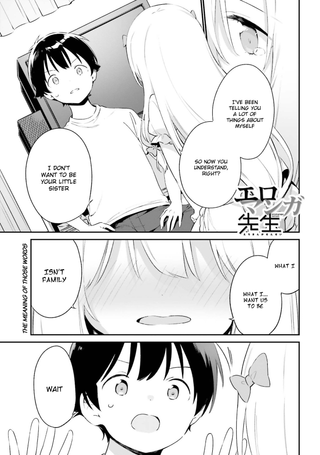 I'VE BEEN
TELLING YOU
A LOT OF
THINGS ABOUT
MYSELF
SO NOW YOU
UNDERSTAND,
RIGHT?
I DON'T
WANT TO BE
YOUR LITTLE
SISTER
エロ
マンガ
先生
THE MEANING OF THOSE WORDS
WHAT I
WHAT I...
WANT US
TO BE
ISN'T
FAMILY
WAIT